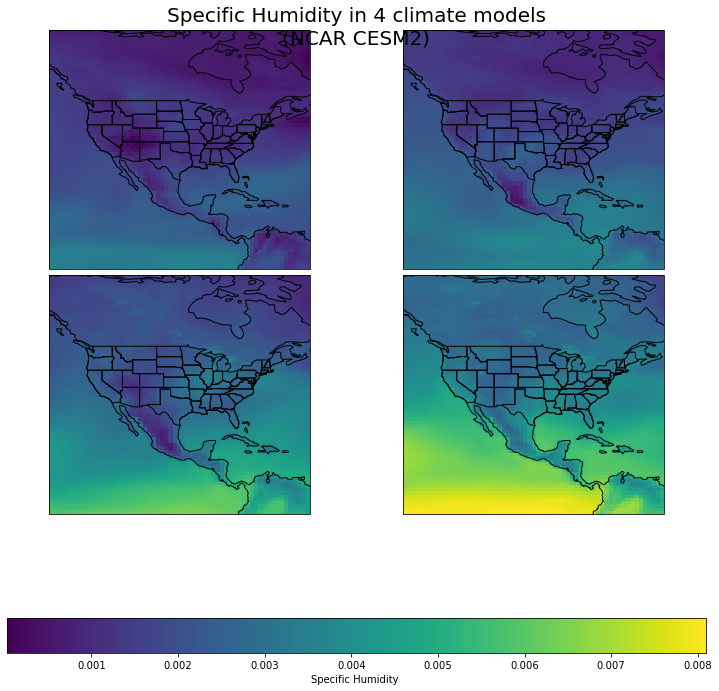 Specific Humidity in 4 climate models
(NCAR CESM2)
0.001 0.002 0.003 0.004 0.005 0.006 0.007 0.008
Specific Humidity